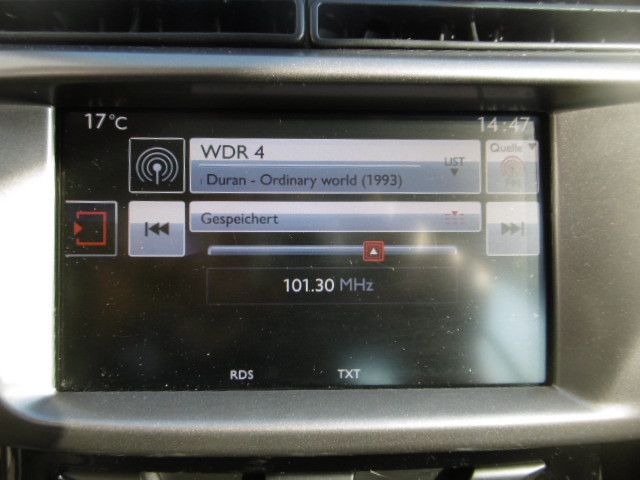 17°C 14:47
WDR 4 LIST Quelle
Duran - Ordinary world (1993)
Gespeichert
101.30 MHz
RDS TXT